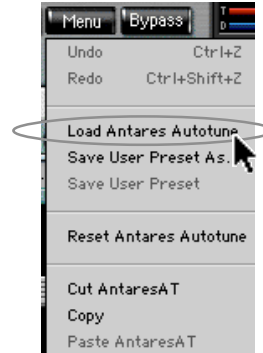 Menu Bypass T
D
Undo Ctrl+Z
Redo Ctrl+Shift+Z
Load Antares Autotune
Save User Preset As.
Save User Preset
Reset Antares Autotune
Cut AntaresAT
Copy
Paste AntaresAT